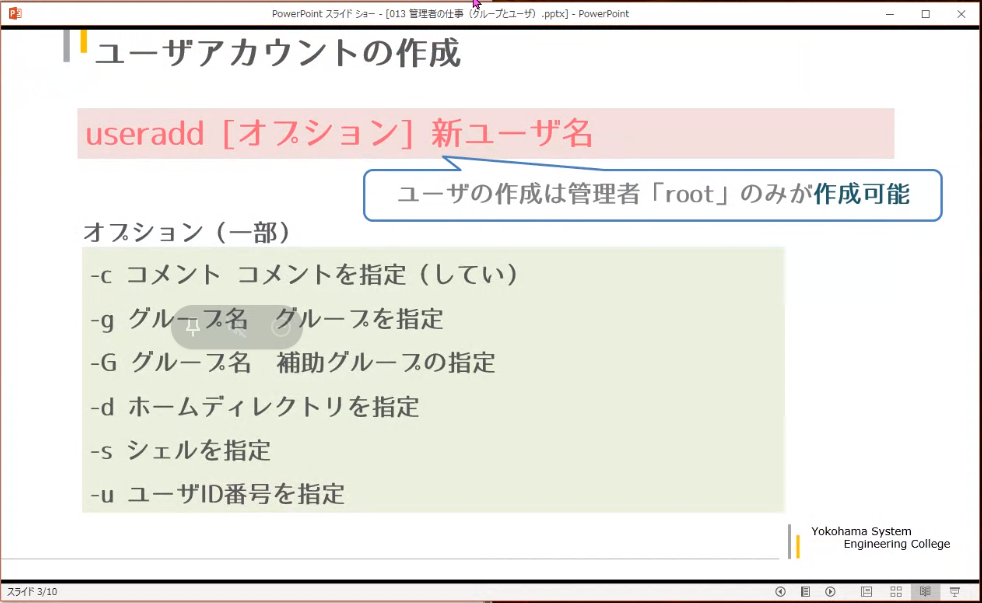 PowerPoint スライド ショー - [013 管理者の仕事（グループとユーザ）.pptx] - PowerPoint
ユーザアカウントの作成
useradd [オプション] 新ユーザ名
ユーザの作成は管理者「root」のみが作成可能
オプション（一部）
-c コメント コメントを指定（してい）
-g グループ名　グループを指定
-G グループ名　補助グループの指定
-d ホームディレクトリを指定
-s シェルを指定
-u ユーザID番号を指定
Yokohama System
Engineering College
スライド 3/10